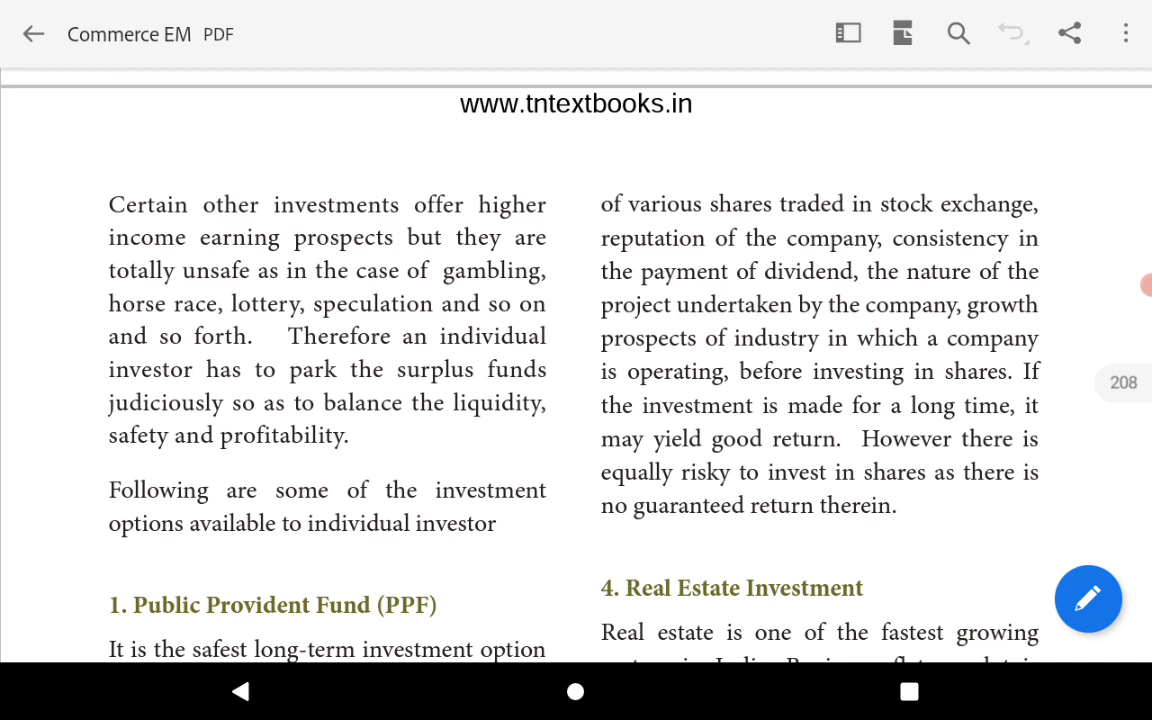 Commerce EM PDF
www.tntextbooks.in
Certain other investments offer higher
income earning prospects but they are
totally unsafe as in the case of gambling,
horse race, lottery, speculation and so on
and so forth. Therefore an individual
investor has to park the surplus funds
judiciously so as to balance the liquidity,
safety and profitability.
Following are some of the investment
options available to individual investor
1. Public Provident Fund (PPF)
It is the safest long-term investment option
of various shares traded in stock exchange,
reputation of the company, consistency in
the payment of dividend, the nature of the
project undertaken by the company, growth
prospects of industry in which a company
is operating, before investing in shares. If
the investment is made for a long time, it
may yield good return. However there is
equally risky to invest in shares as there is
no guaranteed return therein.
4. Real Estate Investment
Real estate is one of the fastest growing
208